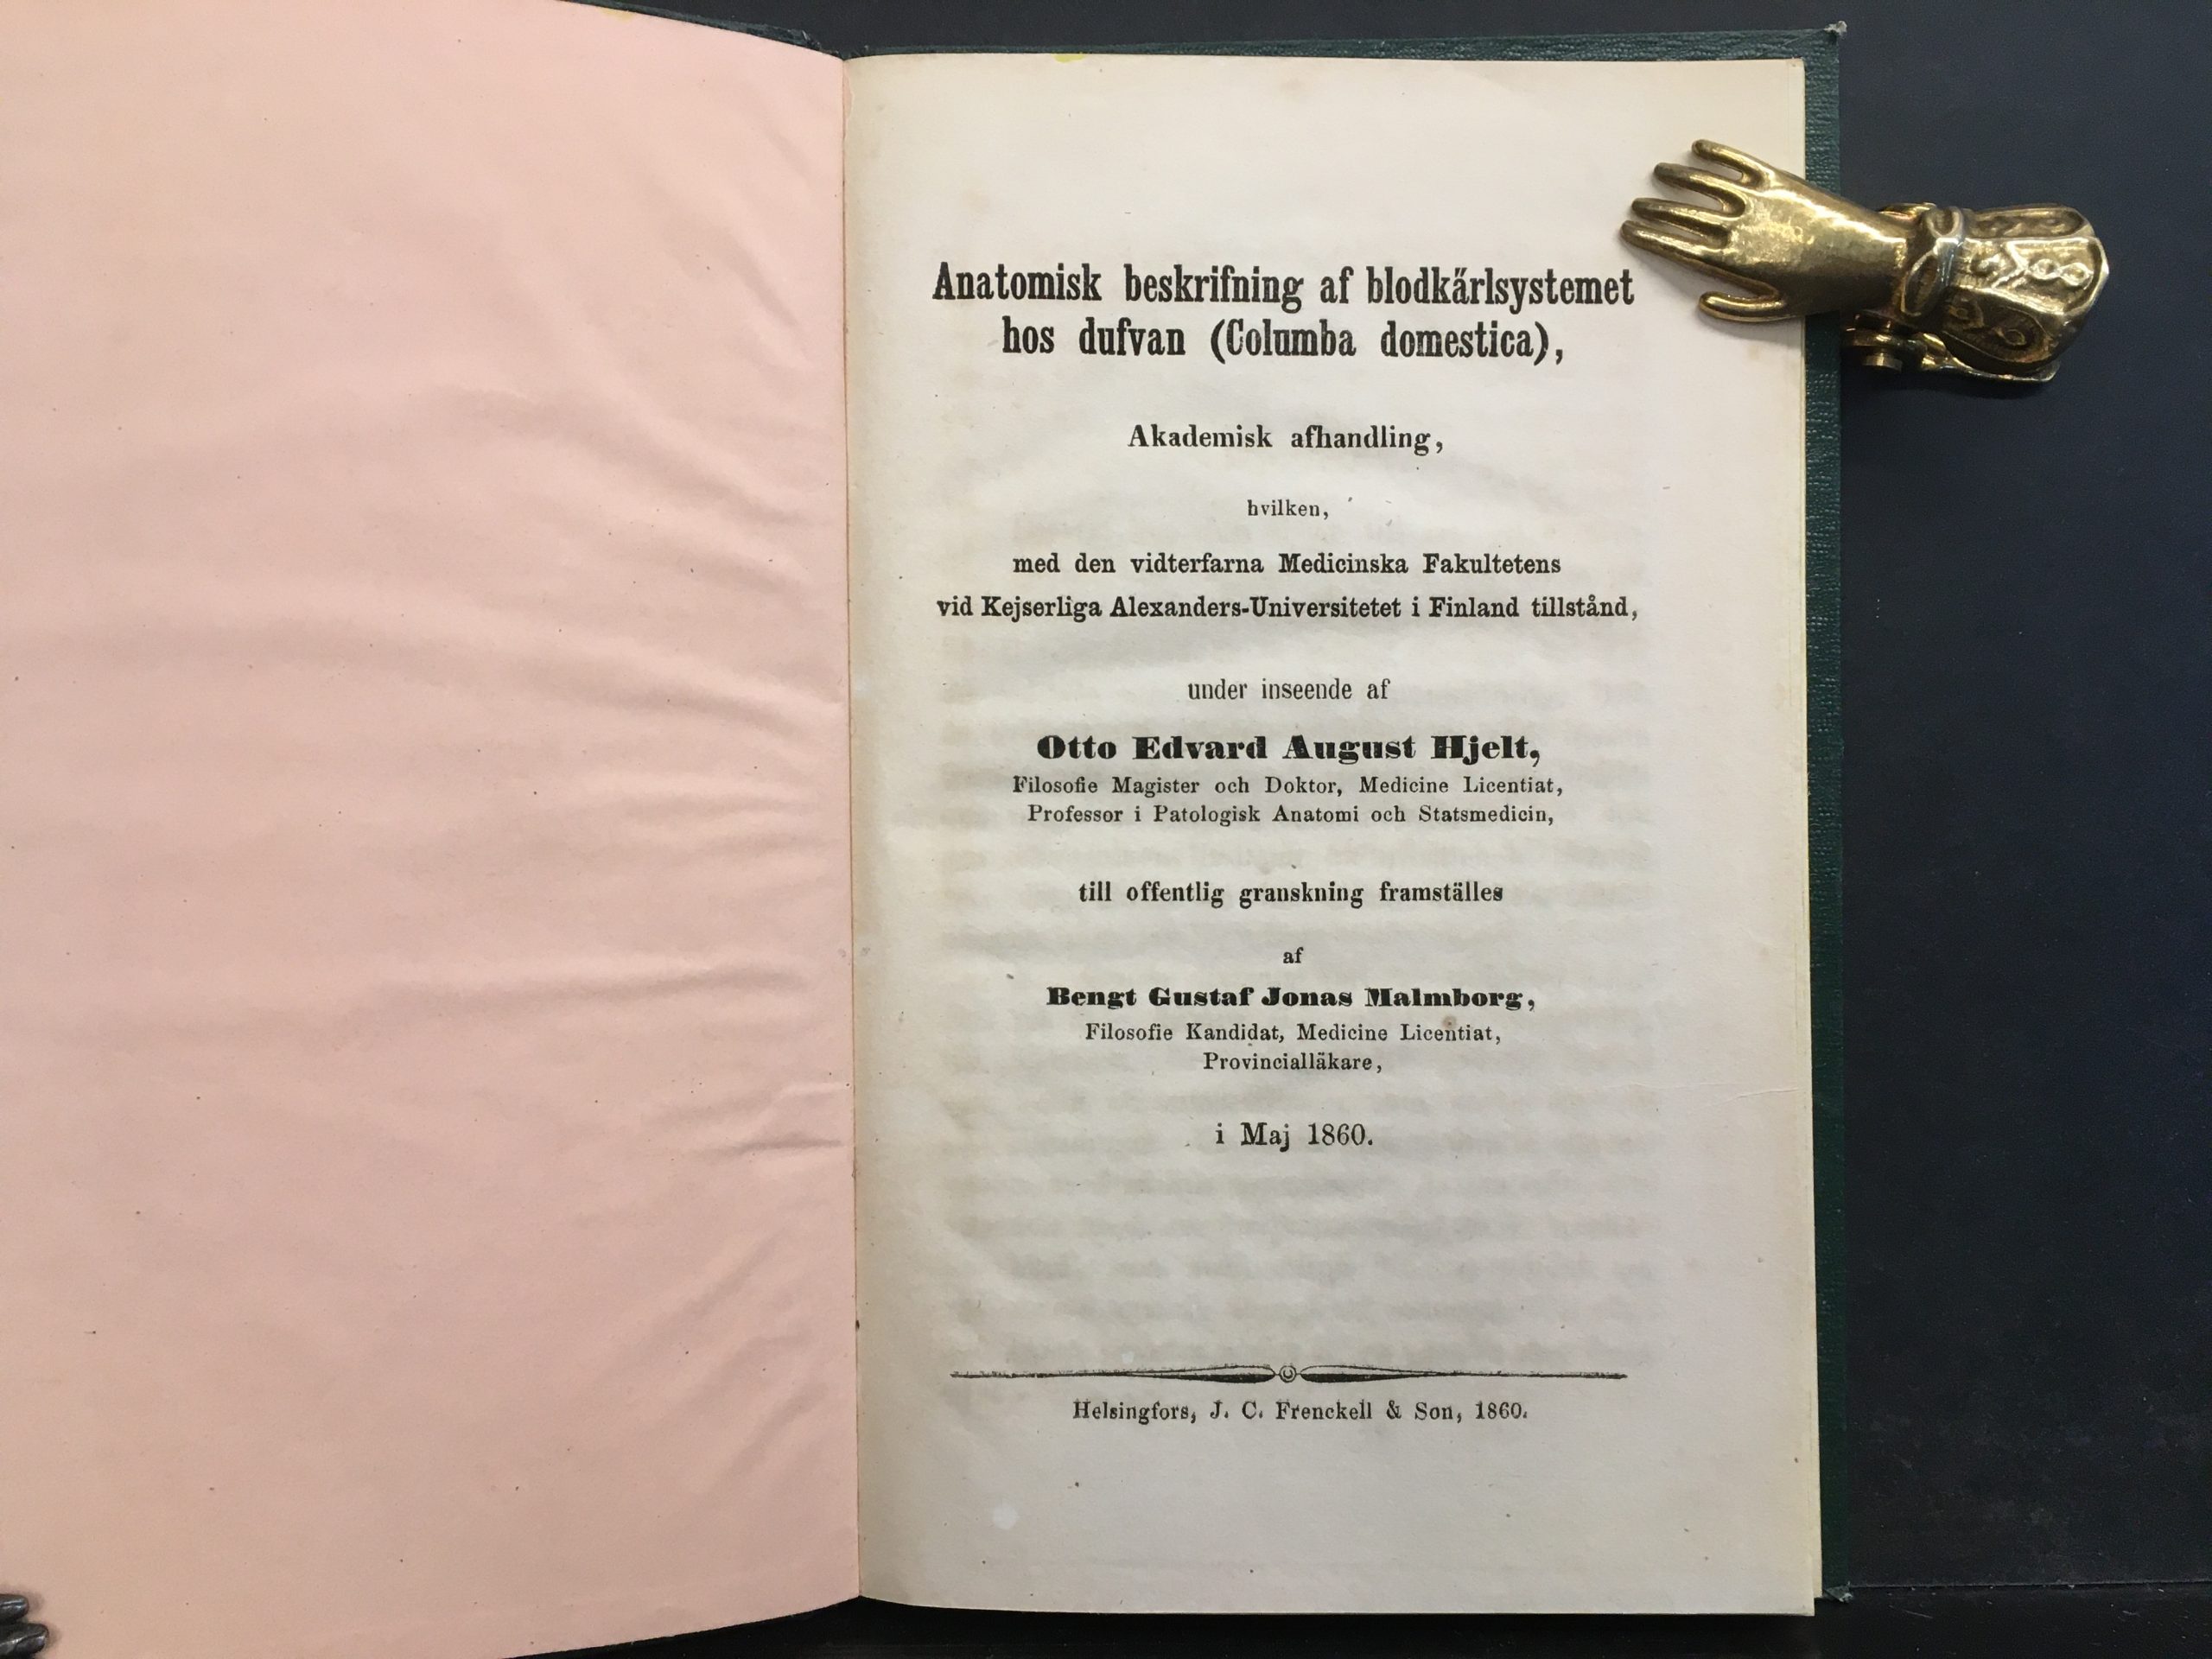 Anatomisk beskrifning af blodkärlsystemet
hos dufvan (Columba domestica),
Akademisk afhandling,
hvilken,
med den vidterfarna Medicinska Fakultetens
vid Kejserliga Alexanders-Universitetet i Finland tillstånd,
under inseende af
Otto Edvard August Hjelt,
Filosofie Magister och Doktor, Medicine Licentiat,
Professor i Patologisk Anatomi och Statsmedicin,
till offentlig granskning framställes
af
Bengt Gustaf Jonas Malmborg,
Filosofie Kandidat, Medicine Licentiat,
Provincialläkare,
i Maj 1860.
Helsingfors, J. C. Frenckell & Son, 1860.